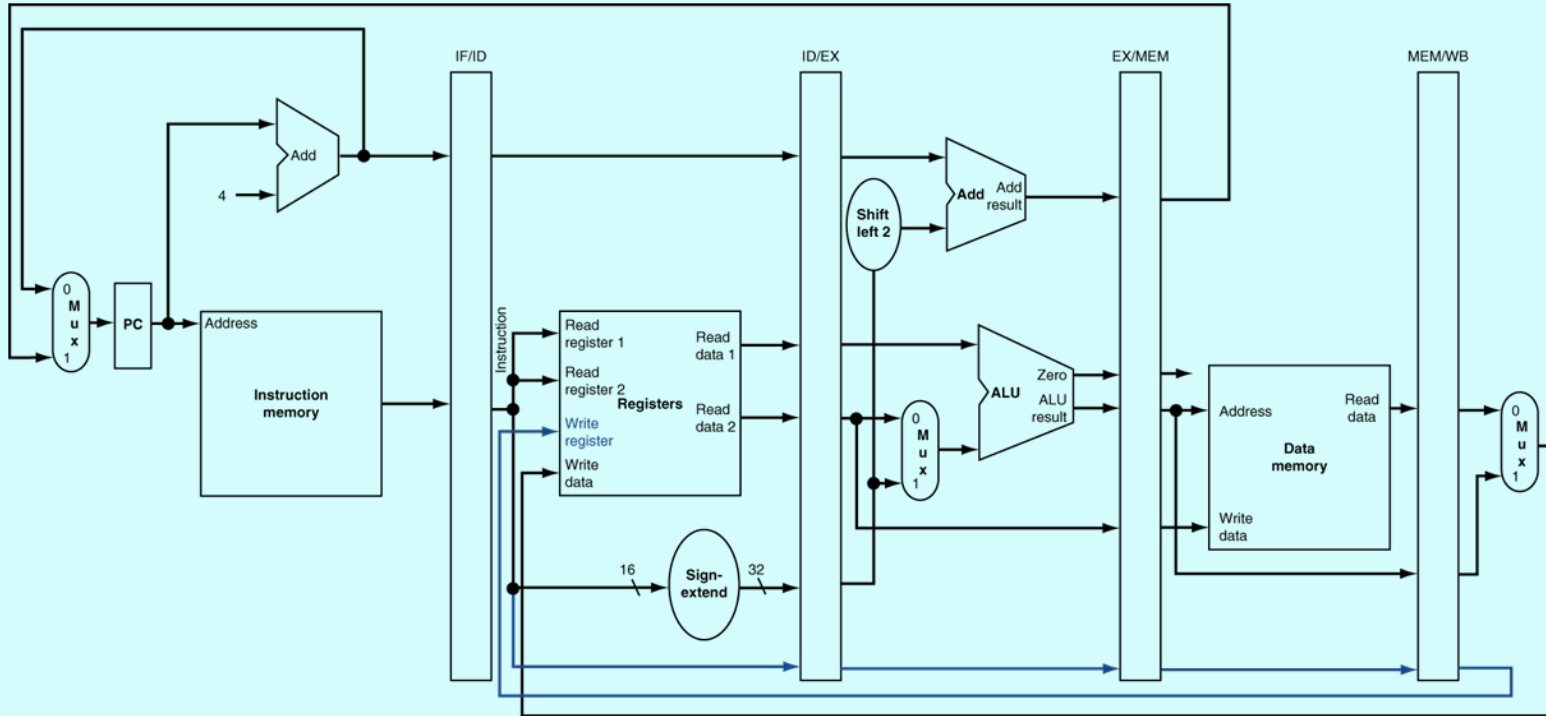 IF/ID
ID/EX
EX/MEM
MEM/WB
Add
4
Add
Add
result
Shift
left 2
0
M
u
x
1
PC
Address
Instruction
memory
Instruction
Read
register 1
Read
register 2
Registers
Write
register
Write
data
Read
data 1
Read
data 2
16
Sign-
extend
32
0
M
u
x
1
Zero
ALU
ALU
result
Address
Read
data
Data
memory
Write
data
0
M
u
x
1